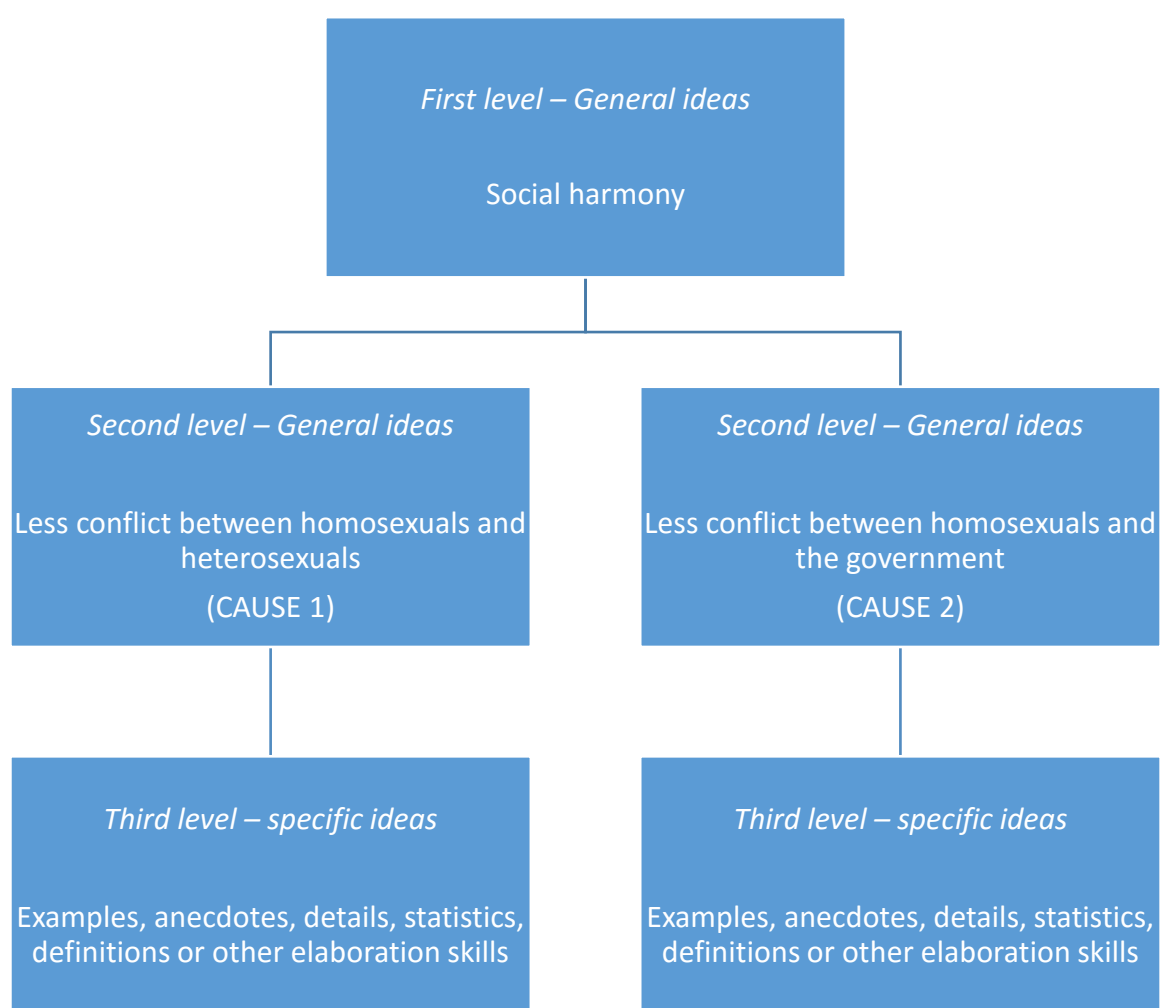 First level – General ideas
Social harmony
Second level – General ideas
Less conflict between homosexuals and
heterosexuals
(CAUSE 1)
Second level – General ideas
Less conflict between homosexuals and
the government
(CAUSE 2)
Third level – specific ideas
Examples, anecdotes, details, statistics,
definitions or other elaboration skills
Third level – specific ideas
Examples, anecdotes, details, statistics,
definitions or other elaboration skills